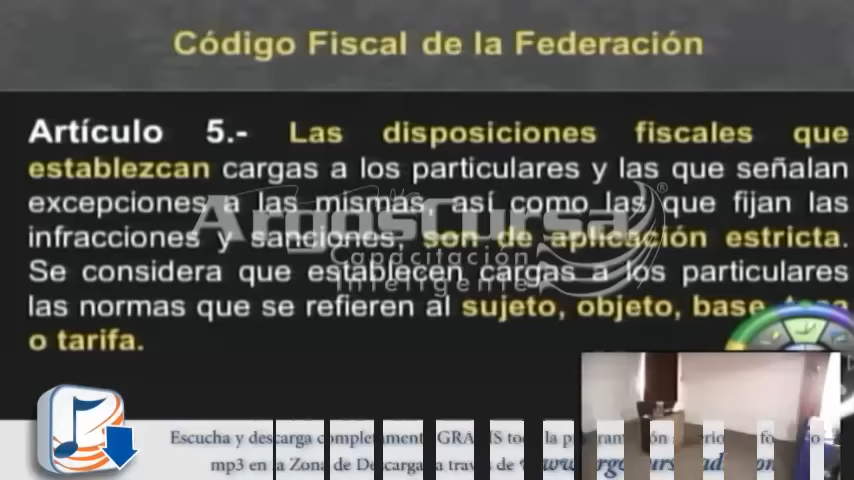 Código Fiscal de la Federación
Artículo 5.- Las disposiciones fiscales que
establezcan cargas a los particulares y las que señalan
excepciones a las mismas, así como las que fijan las
infracciones y sanciones, son de aplicación estricta.
Se considera que establecen cargas a los particulares
las normas que se refieren al sujeto, objeto, base,
o tarifa.
ArgosCursa®
Capacitación
Inteligente
Escucha y descarga completamente GRATIS la
mp3 en la Zona de Descarga a través de